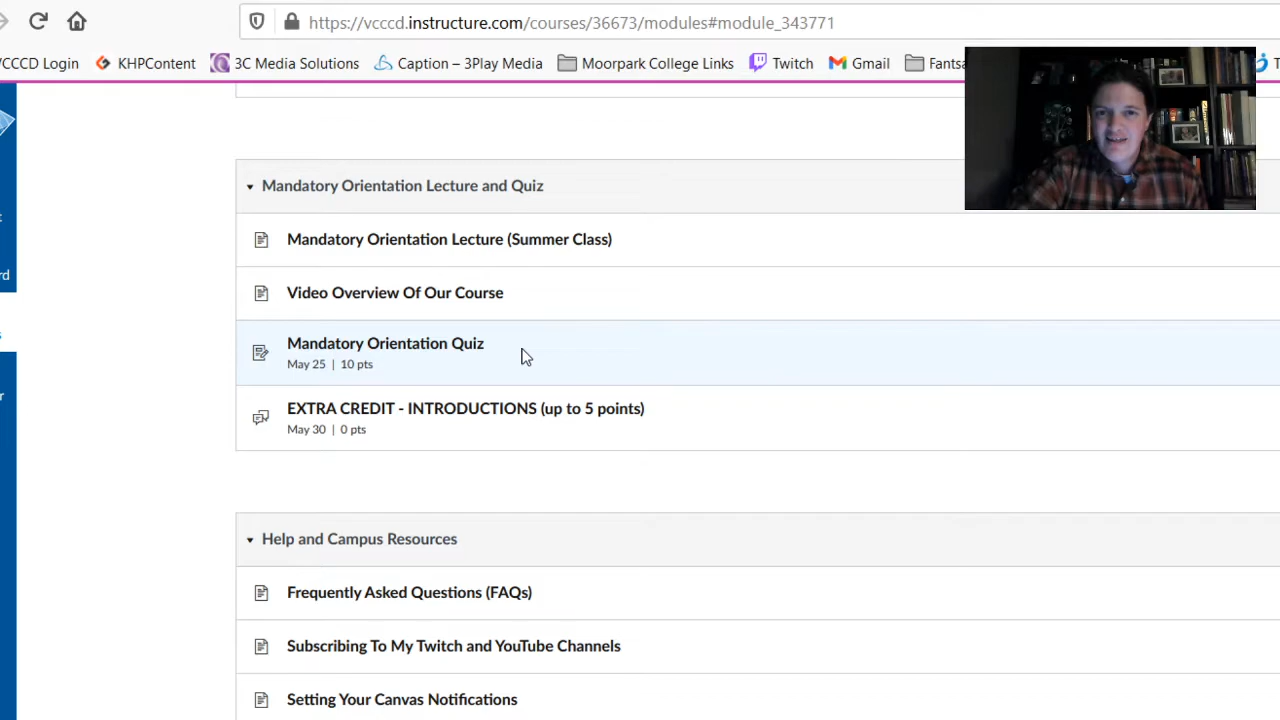 https://vcccd.instructure.com/courses/36673/modules#module_343771
VCCCD Login KHPContent 3C Media Solutions Caption – 3Play Media Moorpark College Links Twitch Gmail
Mandatory Orientation Lecture and Quiz
Mandatory Orientation Lecture (Summer Class)
Video Overview Of Our Course
Mandatory Orientation Quiz
May 25 | 10 pts
EXTRA CREDIT - INTRODUCTIONS (up to 5 points)
May 30 | 0 pts
Help and Campus Resources
Frequently Asked Questions (FAQs)
Subscribing To My Twitch and YouTube Channels
Setting Your Canvas Notifications